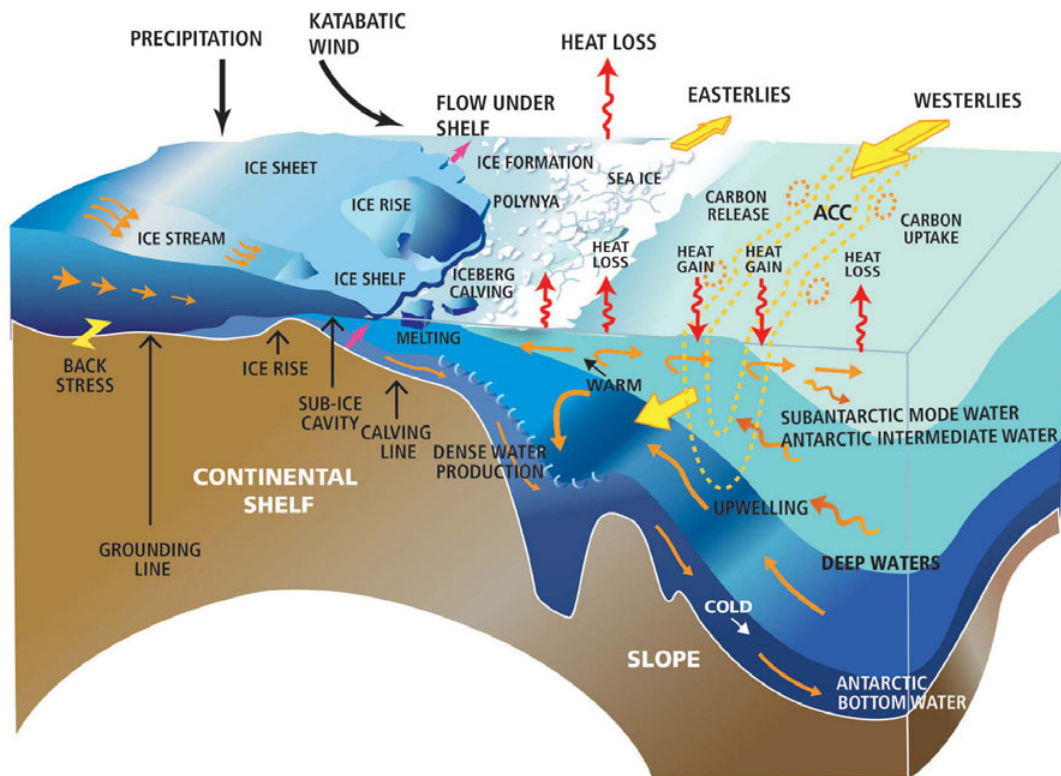 PRECIPITATION
KATABATIC
WIND
HEAT LOSS
FLOW UNDER
SHELF
EASTERLIES
WESTERLIES
ICE SHEET
ICE FORMATION
SEA ICE
ICE RISE
POLYNYA
CARBON
RELEASE
ACC
CARBON
UPTAKE
ICE STREAM
ICE SHELF
ICEBERG
CALVING
HEAT
LOSS
HEAT
GAIN
HEAT
GAIN
HEAT
LOSS
MELTING
BACK
STRESS
ICE RISE
WARM
SUB-ICE
CAVITY
CALVING
LINE
SUBANTARCTIC MODE WATER
ANTARCTIC INTERMEDIATE WATER
DENSE WATER
PRODUCTION
CONTINENTAL
SHELF
UPWELLING
GROUNDING
LINE
DEEP WATERS
COLD
SLOPE
ANTARCTIC
BOTTOM WATER